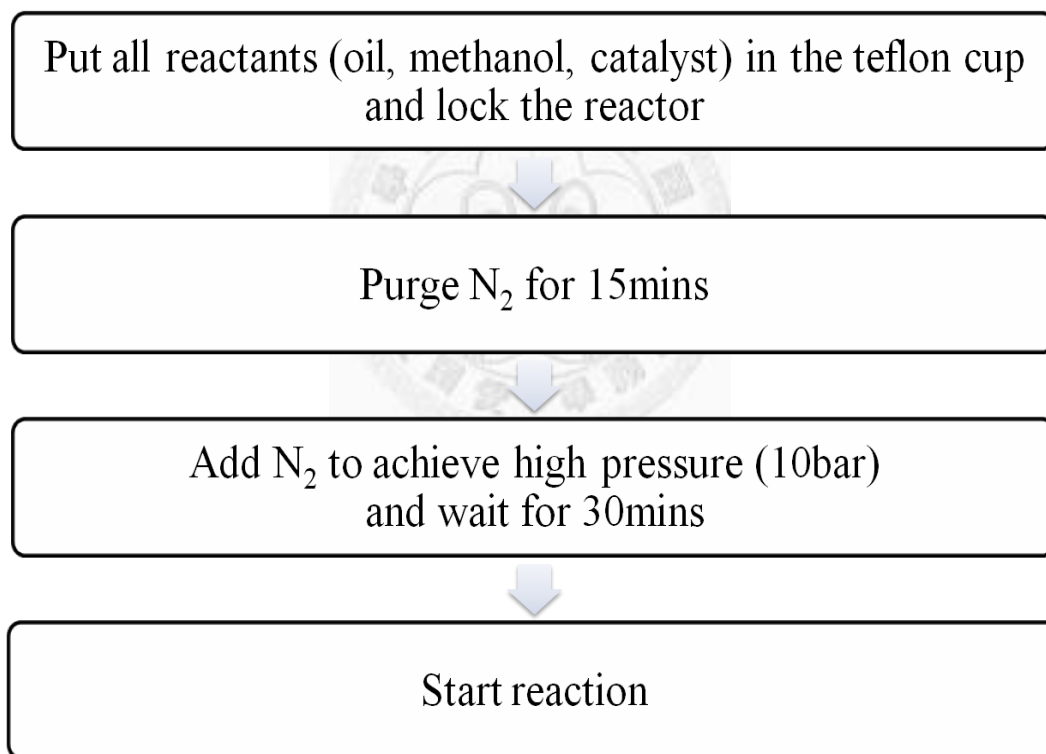 Put all reactants (oil, methanol, catalyst) in the teflon cup
and lock the reactor
Purge N₂ for 15mins
Add N₂ to achieve high pressure (10bar)
and wait for 30mins
Start reaction